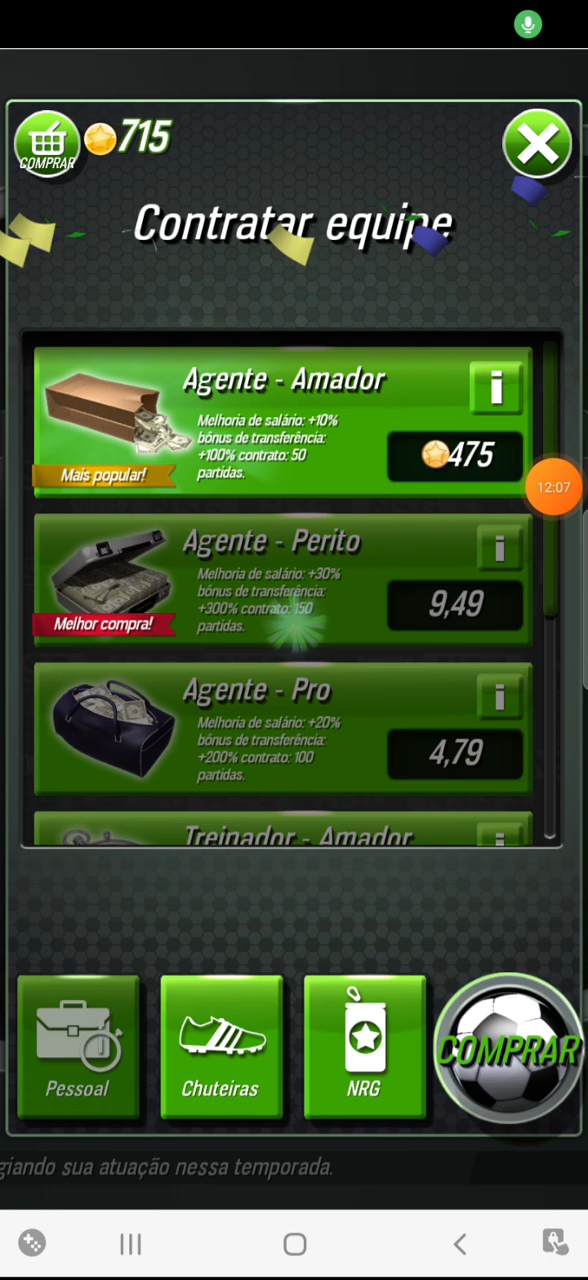 715
COMPRAR
Contratar equipe
Agente - Amador
Melhoria de salário: +10%
bônus de transferência:
+100% contrato: 50
partidas.
475
Mais popular!
12:07
Agente - Perito
Melhoria de salário: +30%
bônus de transferência:
+300% contrato: 150
partidas.
9,49
Melhor compra!
Agente - Pro
Melhoria de salário: +20%
bônus de transferência:
+200% contrato: 100
partidas.
4,79
Treinador - Amador
COMPRAR
Pessoal
Chuteiras
NRG
giando sua atuação nessa temporada.